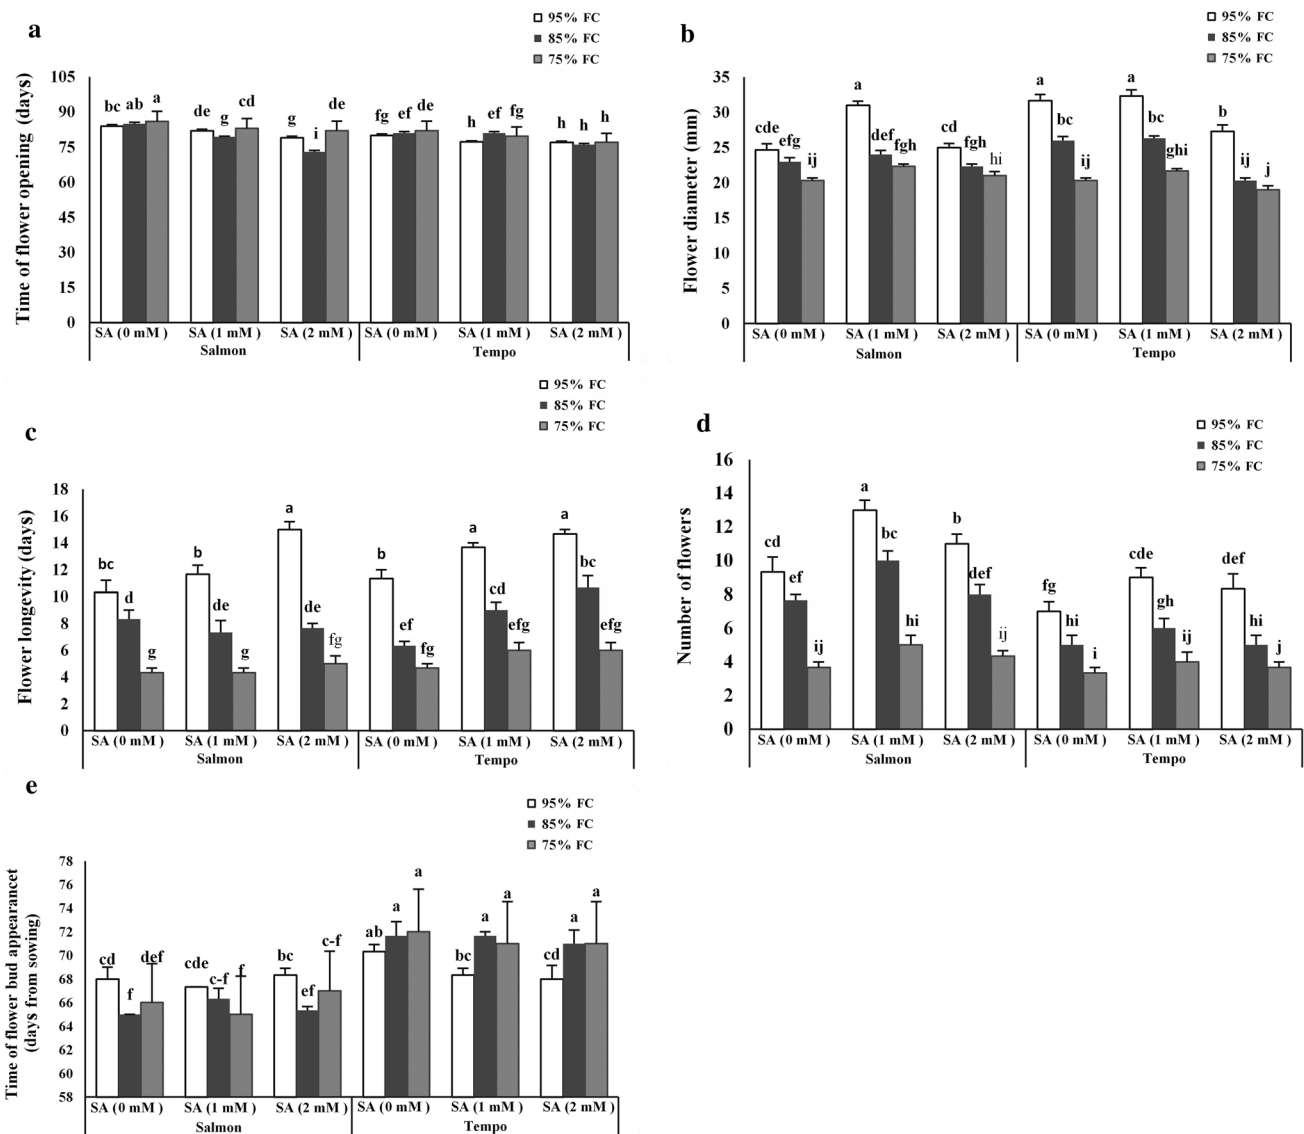 a
95% FC
85% FC
75% FC
Time of flower opening (days)
105
90
75
60
45
30
15
0
bc ab a
de g cd
g i de
fg ef de
h ef fg
h h h
SA (0 mM) SA (1 mM) SA (2 mM) SA (0 mM) SA (1 mM) SA (2 mM)
Salmon Tempo
b
95% FC
85% FC
75% FC
Flower diameter (mm)
35
30
25
20
15
10
5
0
cde efg ij
a def fgh
cd fgh hi
a bc ij
a bc ghi
b ij j
SA (0 mM) SA (1 mM) SA (2 mM) SA (0 mM) SA (1 mM) SA (2 mM)
Salmon Tempo
c
95% FC
85% FC
75% FC
Flower longevity (days)
18
16
14
12
10
8
6
4
2
0
bc d g
b de g
a de fg
b ef fg
a cd efg
a bc efg
SA (0 mM) SA (1 mM) SA (2 mM) SA (0 mM) SA (1 mM) SA (2 mM)
Salmon Tempo
d
95% FC
85% FC
75% FC
Number of flowers
16
14
12
10
8
6
4
2
0
cd ef ij
a bc hi
b def ij
fg hi i
cde gh ij
def hi j
SA (0 mM) SA (1 mM) SA (2 mM) SA (0 mM) SA (1 mM) SA (2 mM)
Salmon Tempo
e
95% FC
85% FC
75% FC
Time of flower bud appearancet
(days from sowing)
78
76
74
72
70
68
66
64
62
60
58
cd f def
cde c-f f
bc ef c-f
ab a a
bc a a
cd a a
SA (0 mM) SA (1 mM) SA (2 mM) SA (0 mM) SA (1 mM) SA (2 mM)
Salmon Tempo